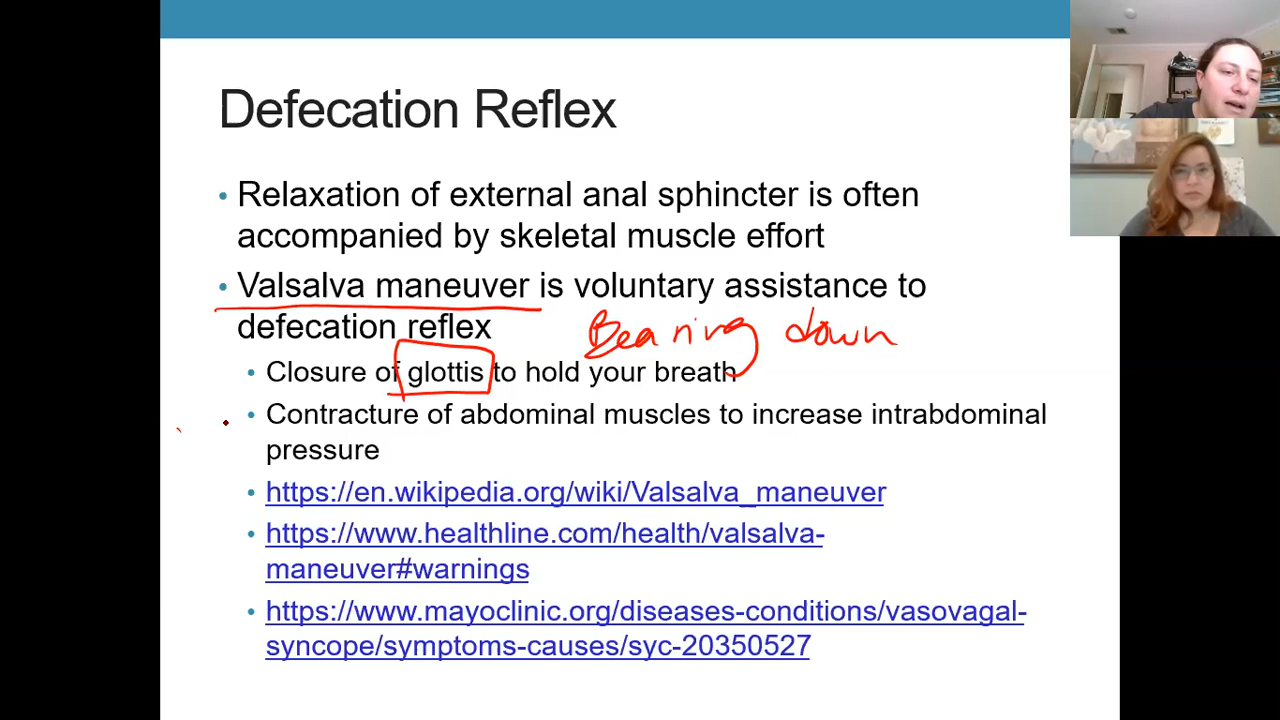 Defecation Reflex
• Relaxation of external anal sphincter is often
accompanied by skeletal muscle effort
• Valsalva maneuver is voluntary assistance to
defecation reflex
Bearing down
• Closure of glottis to hold your breath
• Contracture of abdominal muscles to increase intrabdominal
pressure
• https://en.wikipedia.org/wiki/Valsalva_maneuver
• https://www.healthline.com/health/valsalva-
maneuver#warnings
• https://www.mayoclinic.org/diseases-conditions/vasovagal-
syncope/symptoms-causes/syc-20350527